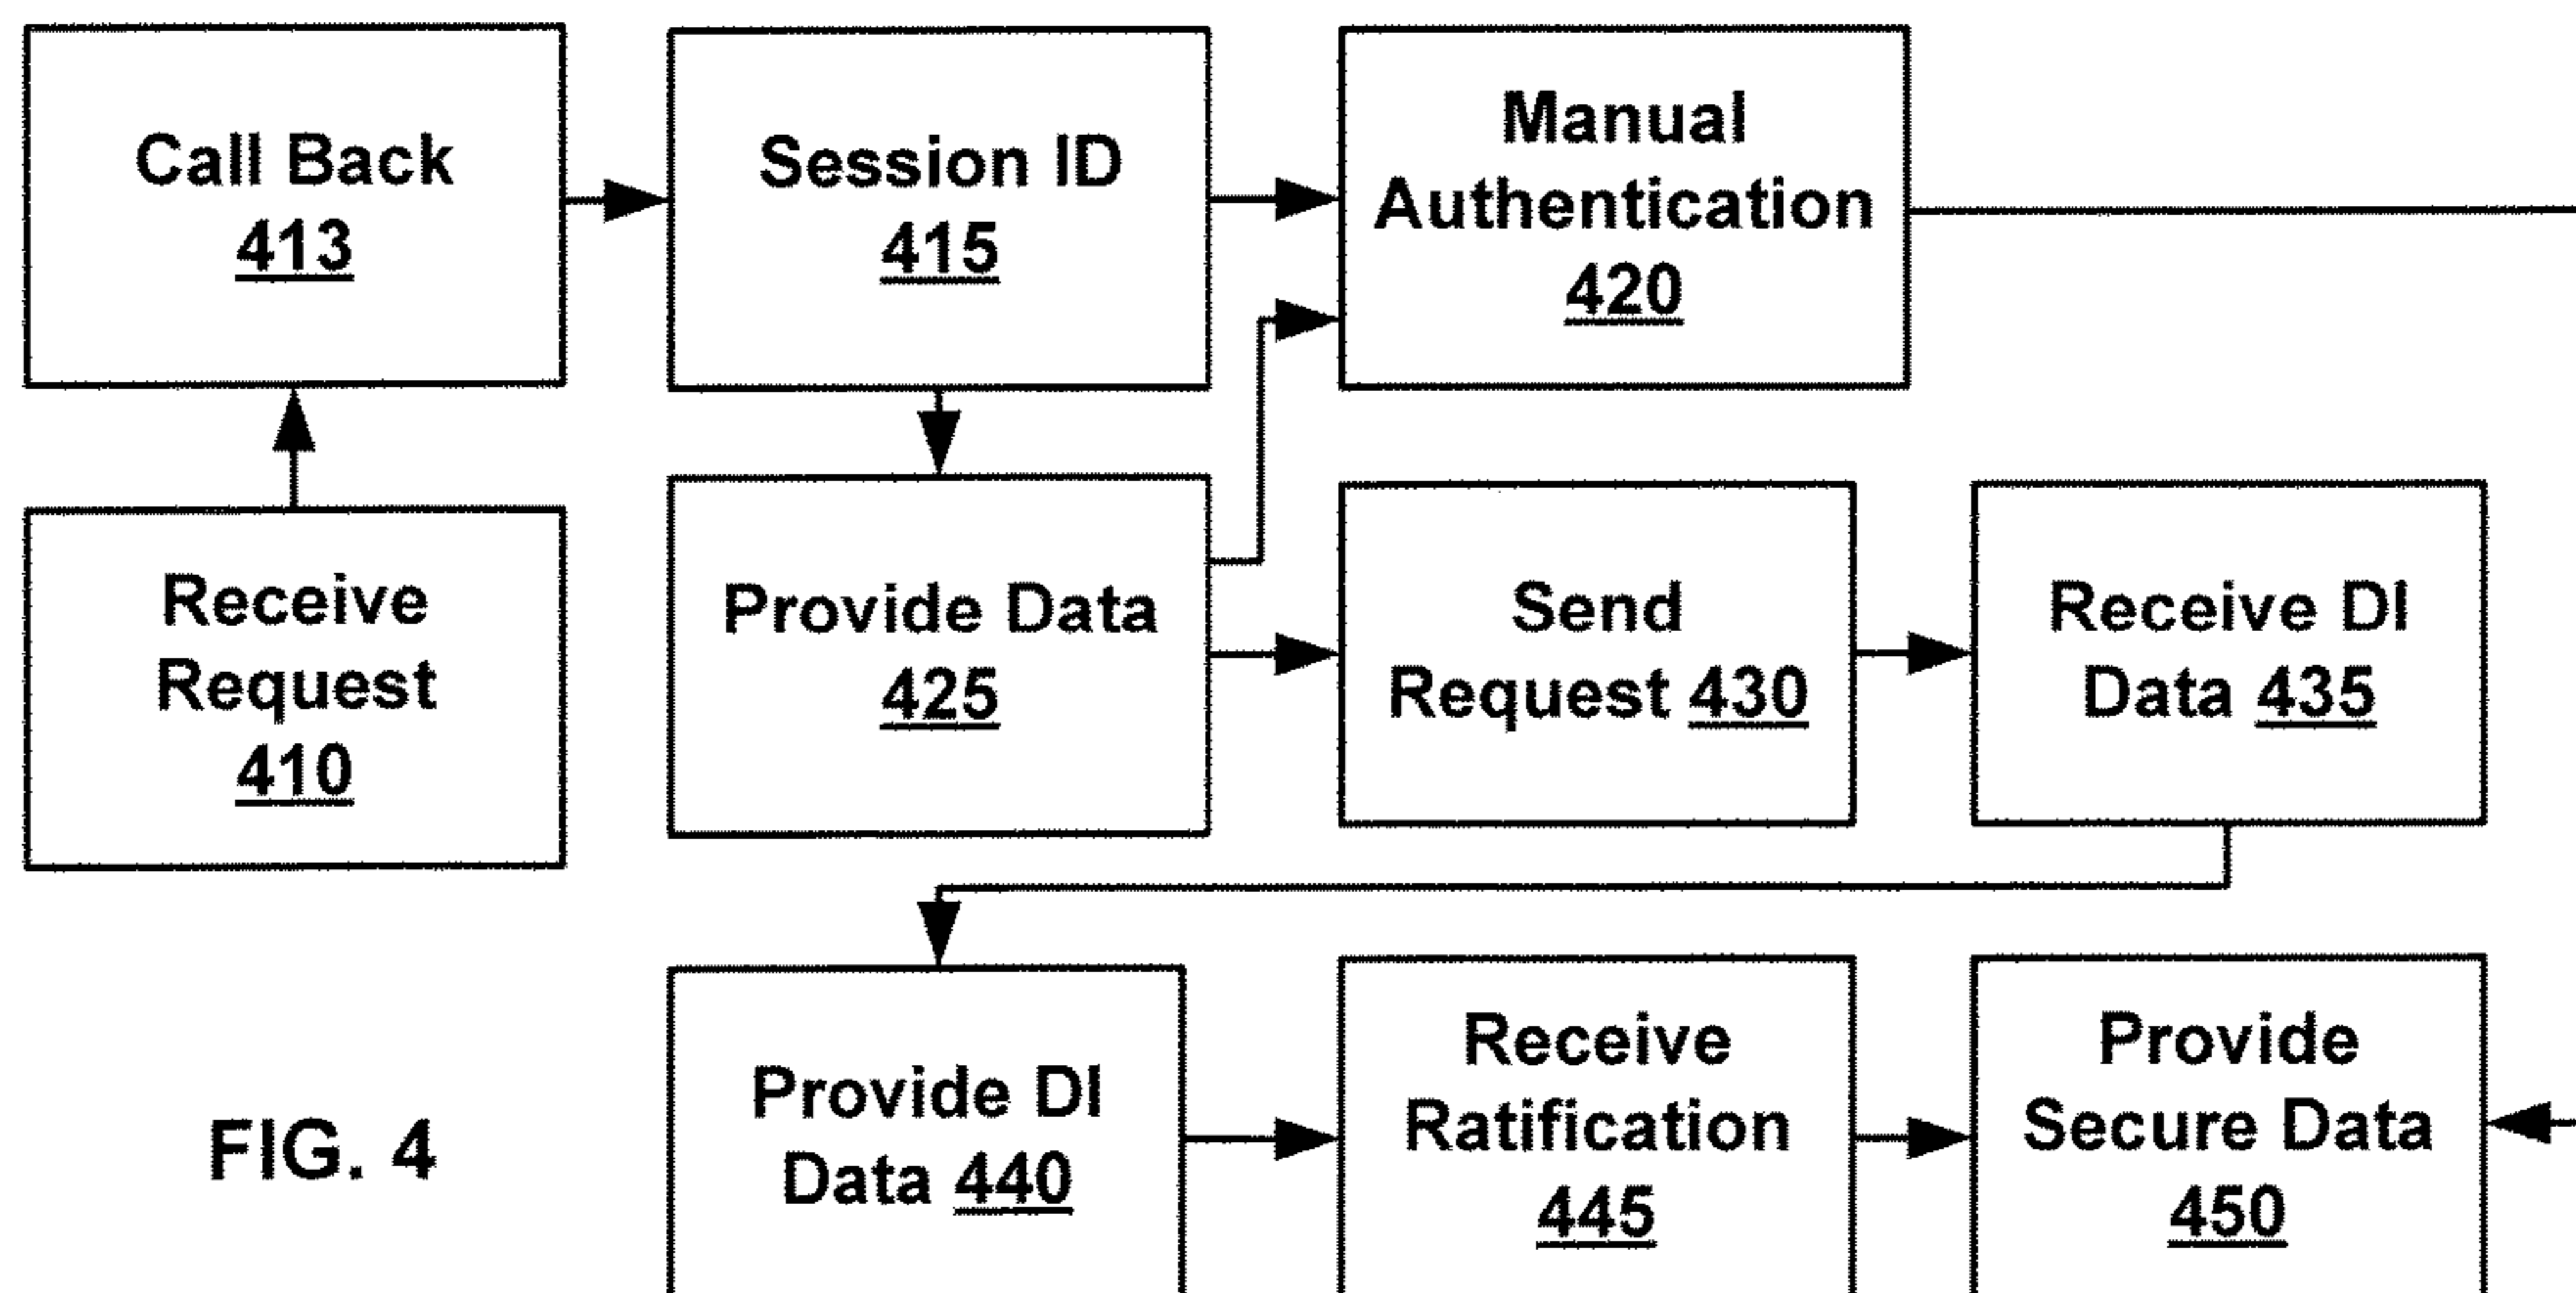 Call Back
413
Session ID
415
Manual
Authentication
420
Receive
Request
410
Provide Data
425
Send
Request 430
Receive DI
Data 435
Provide DI
Data 440
Receive
Ratification
445
Provide
Secure Data
450
FIG. 4